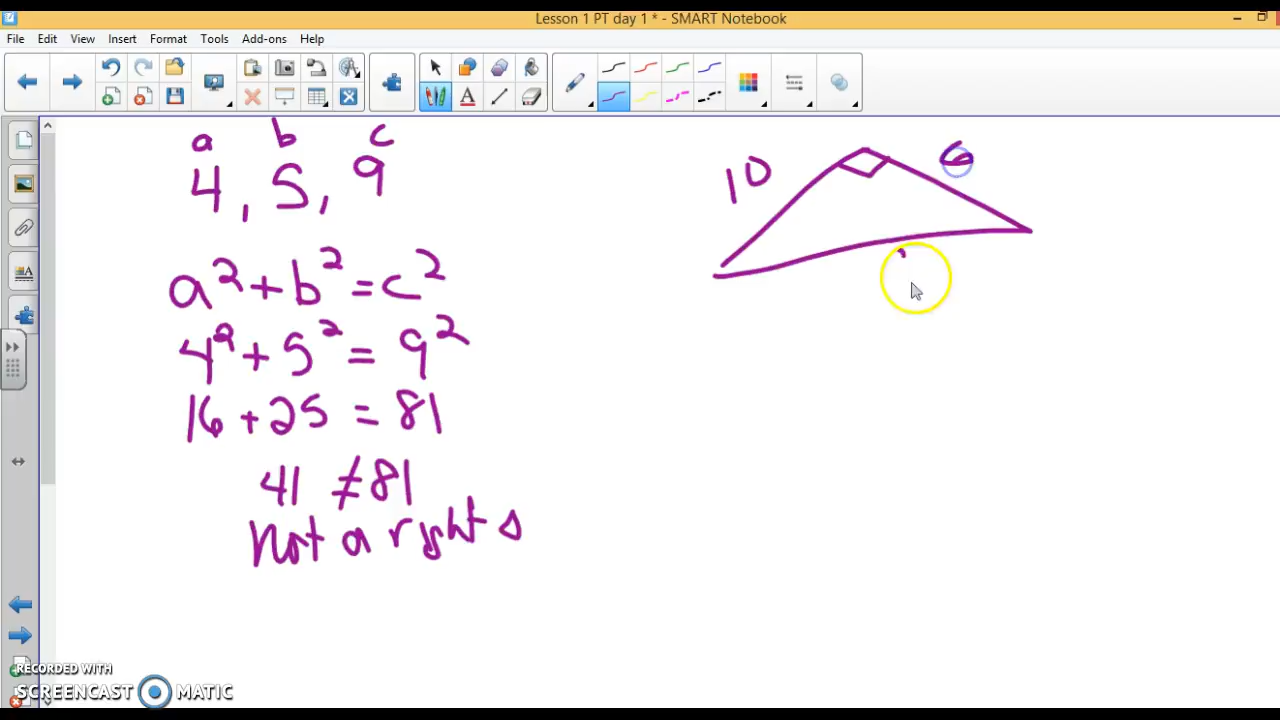 Lesson 1 PT day 1 * - SMART Notebook
File Edit View Insert Format Tools Add-ons Help
a b c
4, 5, 9
a² + b² = c²
4² + 5² = 9²
16 + 25 = 81
41 ≠ 81
Not a right △
10
6
RECORDED WITH
SCREENCAST MATIC